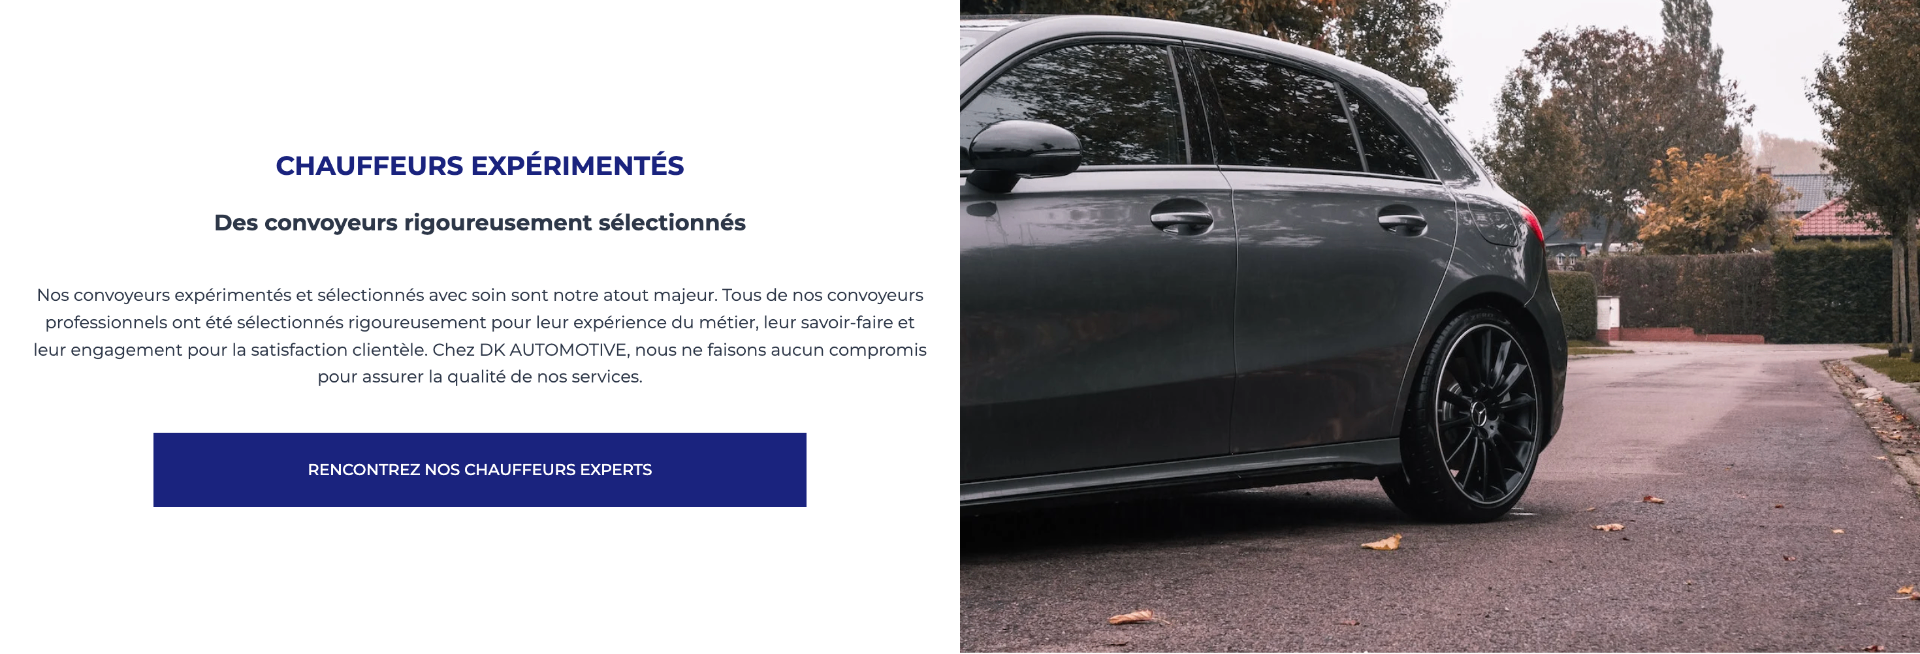 CHAUFFEURS EXPÉRIMENTÉS
Des convoyeurs rigoureusement sélectionnés
Nos convoyeurs expérimentés et sélectionnés avec soin sont notre atout majeur. Tous de nos convoyeurs
professionnels ont été sélectionnés rigoureusement pour leur expérience du métier, leur savoir-faire et
leur engagement pour la satisfaction clientèle. Chez DK AUTOMOTIVE, nous ne faisons aucun compromis
pour assurer la qualité de nos services.
RENCONTREZ NOS CHAUFFEURS EXPERTS